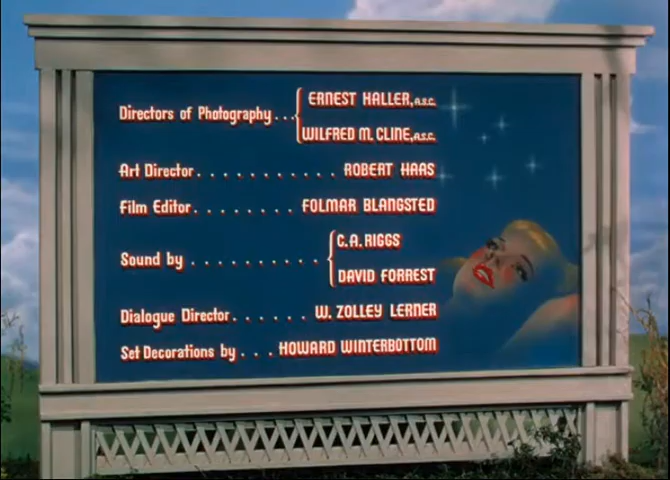 Directors of Photography... ERNEST HALLER, A.S.C.
WILFRED M. CLINE, A.S.C.
Art Director........... ROBERT HAAS
Film Editor........ FOLMAR BLANGSTED
Sound by .......... C.A. RIGGS
DAVID FORREST
Dialogue Director...... W. ZOLLEY LERNER
Set Decorations by ... HOWARD WINTERBOTTOM